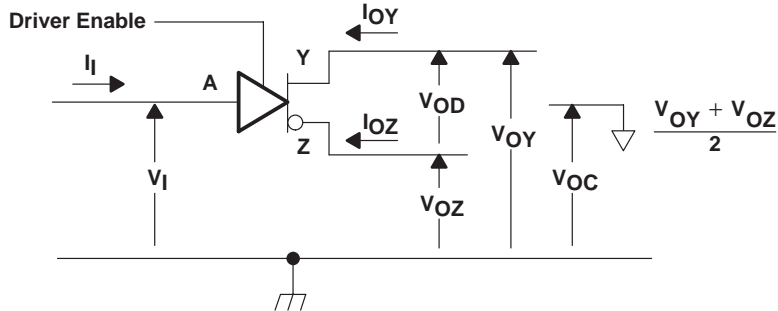 Driver Enable
I_OY
I_I
A
Y
I_OZ
Z
V_OD
V_OY
V_OY + V_OZ
2
V_I
V_OZ
V_OC